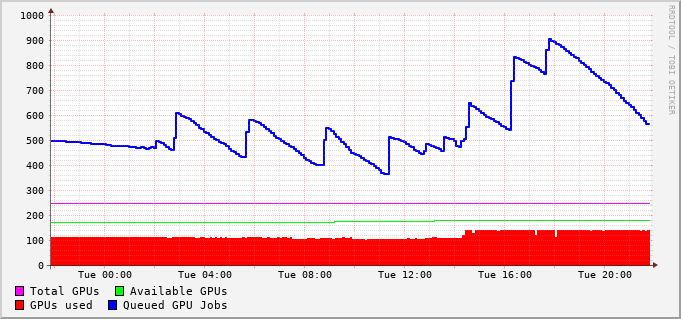 1000
900
800
700
600
500
400
300
200
100
0
Tue 00:00 Tue 04:00 Tue 08:00 Tue 12:00 Tue 16:00 Tue 20:00
Total GPUs Available GPUs
GPUs used Queued GPU Jobs
RRDTOOL / TOBI OETIKER